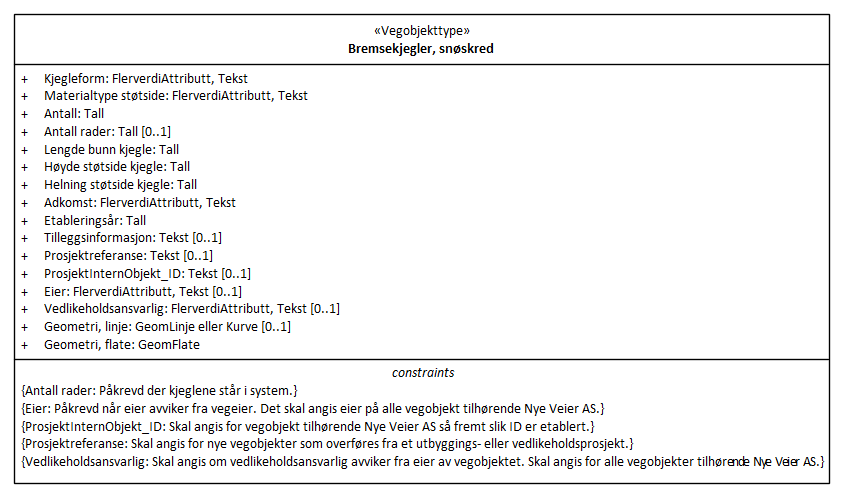 «Vegobjekttype»
Bremsekjegler, snøskred
+ Kjegleform: FlerverdiAttributt, Tekst
+ Materialtype støtside: FlerverdiAttributt, Tekst
+ Antall: Tall
+ Antall rader: Tall [0..1]
+ Lengde bunn kjegle: Tall
+ Høyde støtside kjegle: Tall
+ Helning støtside kjegle: Tall
+ Adkomst: FlerverdiAttributt, Tekst
+ Etableringsår: Tall
+ Tilleggsinformasjon: Tekst [0..1]
+ Prosjektreferanse: Tekst [0..1]
+ ProsjektInternObjekt_ID: Tekst [0..1]
+ Eier: FlerverdiAttributt, Tekst [0..1]
+ Vedlikeholdsansvarlig: FlerverdiAttributt, Tekst [0..1]
+ Geometri, linje: GeomLinje eller Kurve [0..1]
+ Geometri, flate: GeomFlate
constraints
{Antall rader: Påkrevd der kjeglene står i system.}
{Eier: Påkrevd når eier avviker fra vegeier. Det skal angis eier på alle vegobjekt tilhørende Nye Veier AS.}
{ProsjektInternObjekt_ID: Skal angis for vegobjekt tilhørende Nye Veier AS så fremt slik ID er etablert.}
{Prosjektreferanse: Skal angis for nye vegobjekter som overføres fra et utbyggings- eller vedlikeholdsprosjekt.}
{Vedlikeholdsansvarlig: Skal angis om vedlikeholdsansvarlig avviker fra eier av vegobjektet. Skal angis for alle vegobjekter tilhørende Nye Veier AS.}